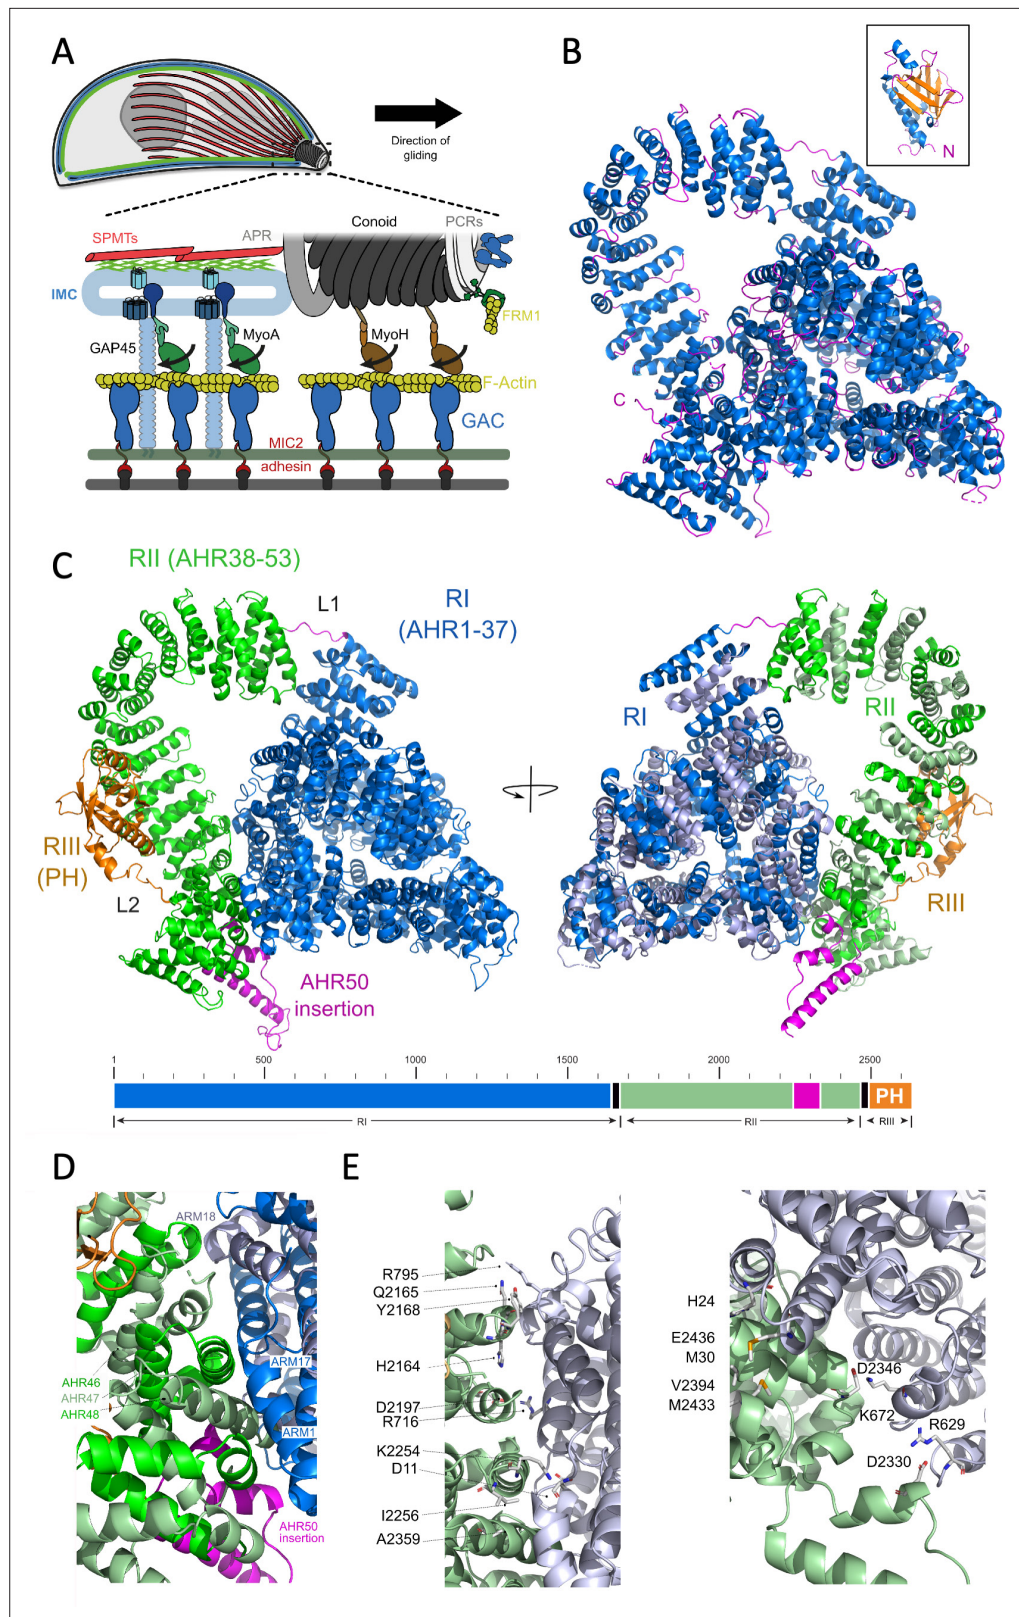 A
Direction of
gliding
SPMTs
APR
Conoid
PCRs
IMC
FRM1
GAP45
MyoA
MyoH
F-Actin
GAC
MIC2
adhesin
B
N
C
C
RII (AHR38-53)
L1
RI
(AHR1-37)
RI
RII
RIII
(PH)
L2
RIII
AHR50
insertion
1
500
1000
1500
2000
2500
PH
RI
RII
RIII
D
ARM18
ARM17
AHR46
AHR47
AHR48
ARM1
AHR50
insertion
E
R795
Q2165
Y2168
H2164
D2197
R716
K2254
D11
I2256
A2359
H24
E2436
M30
V2394
M2433
D2346
K672
R629
D2330